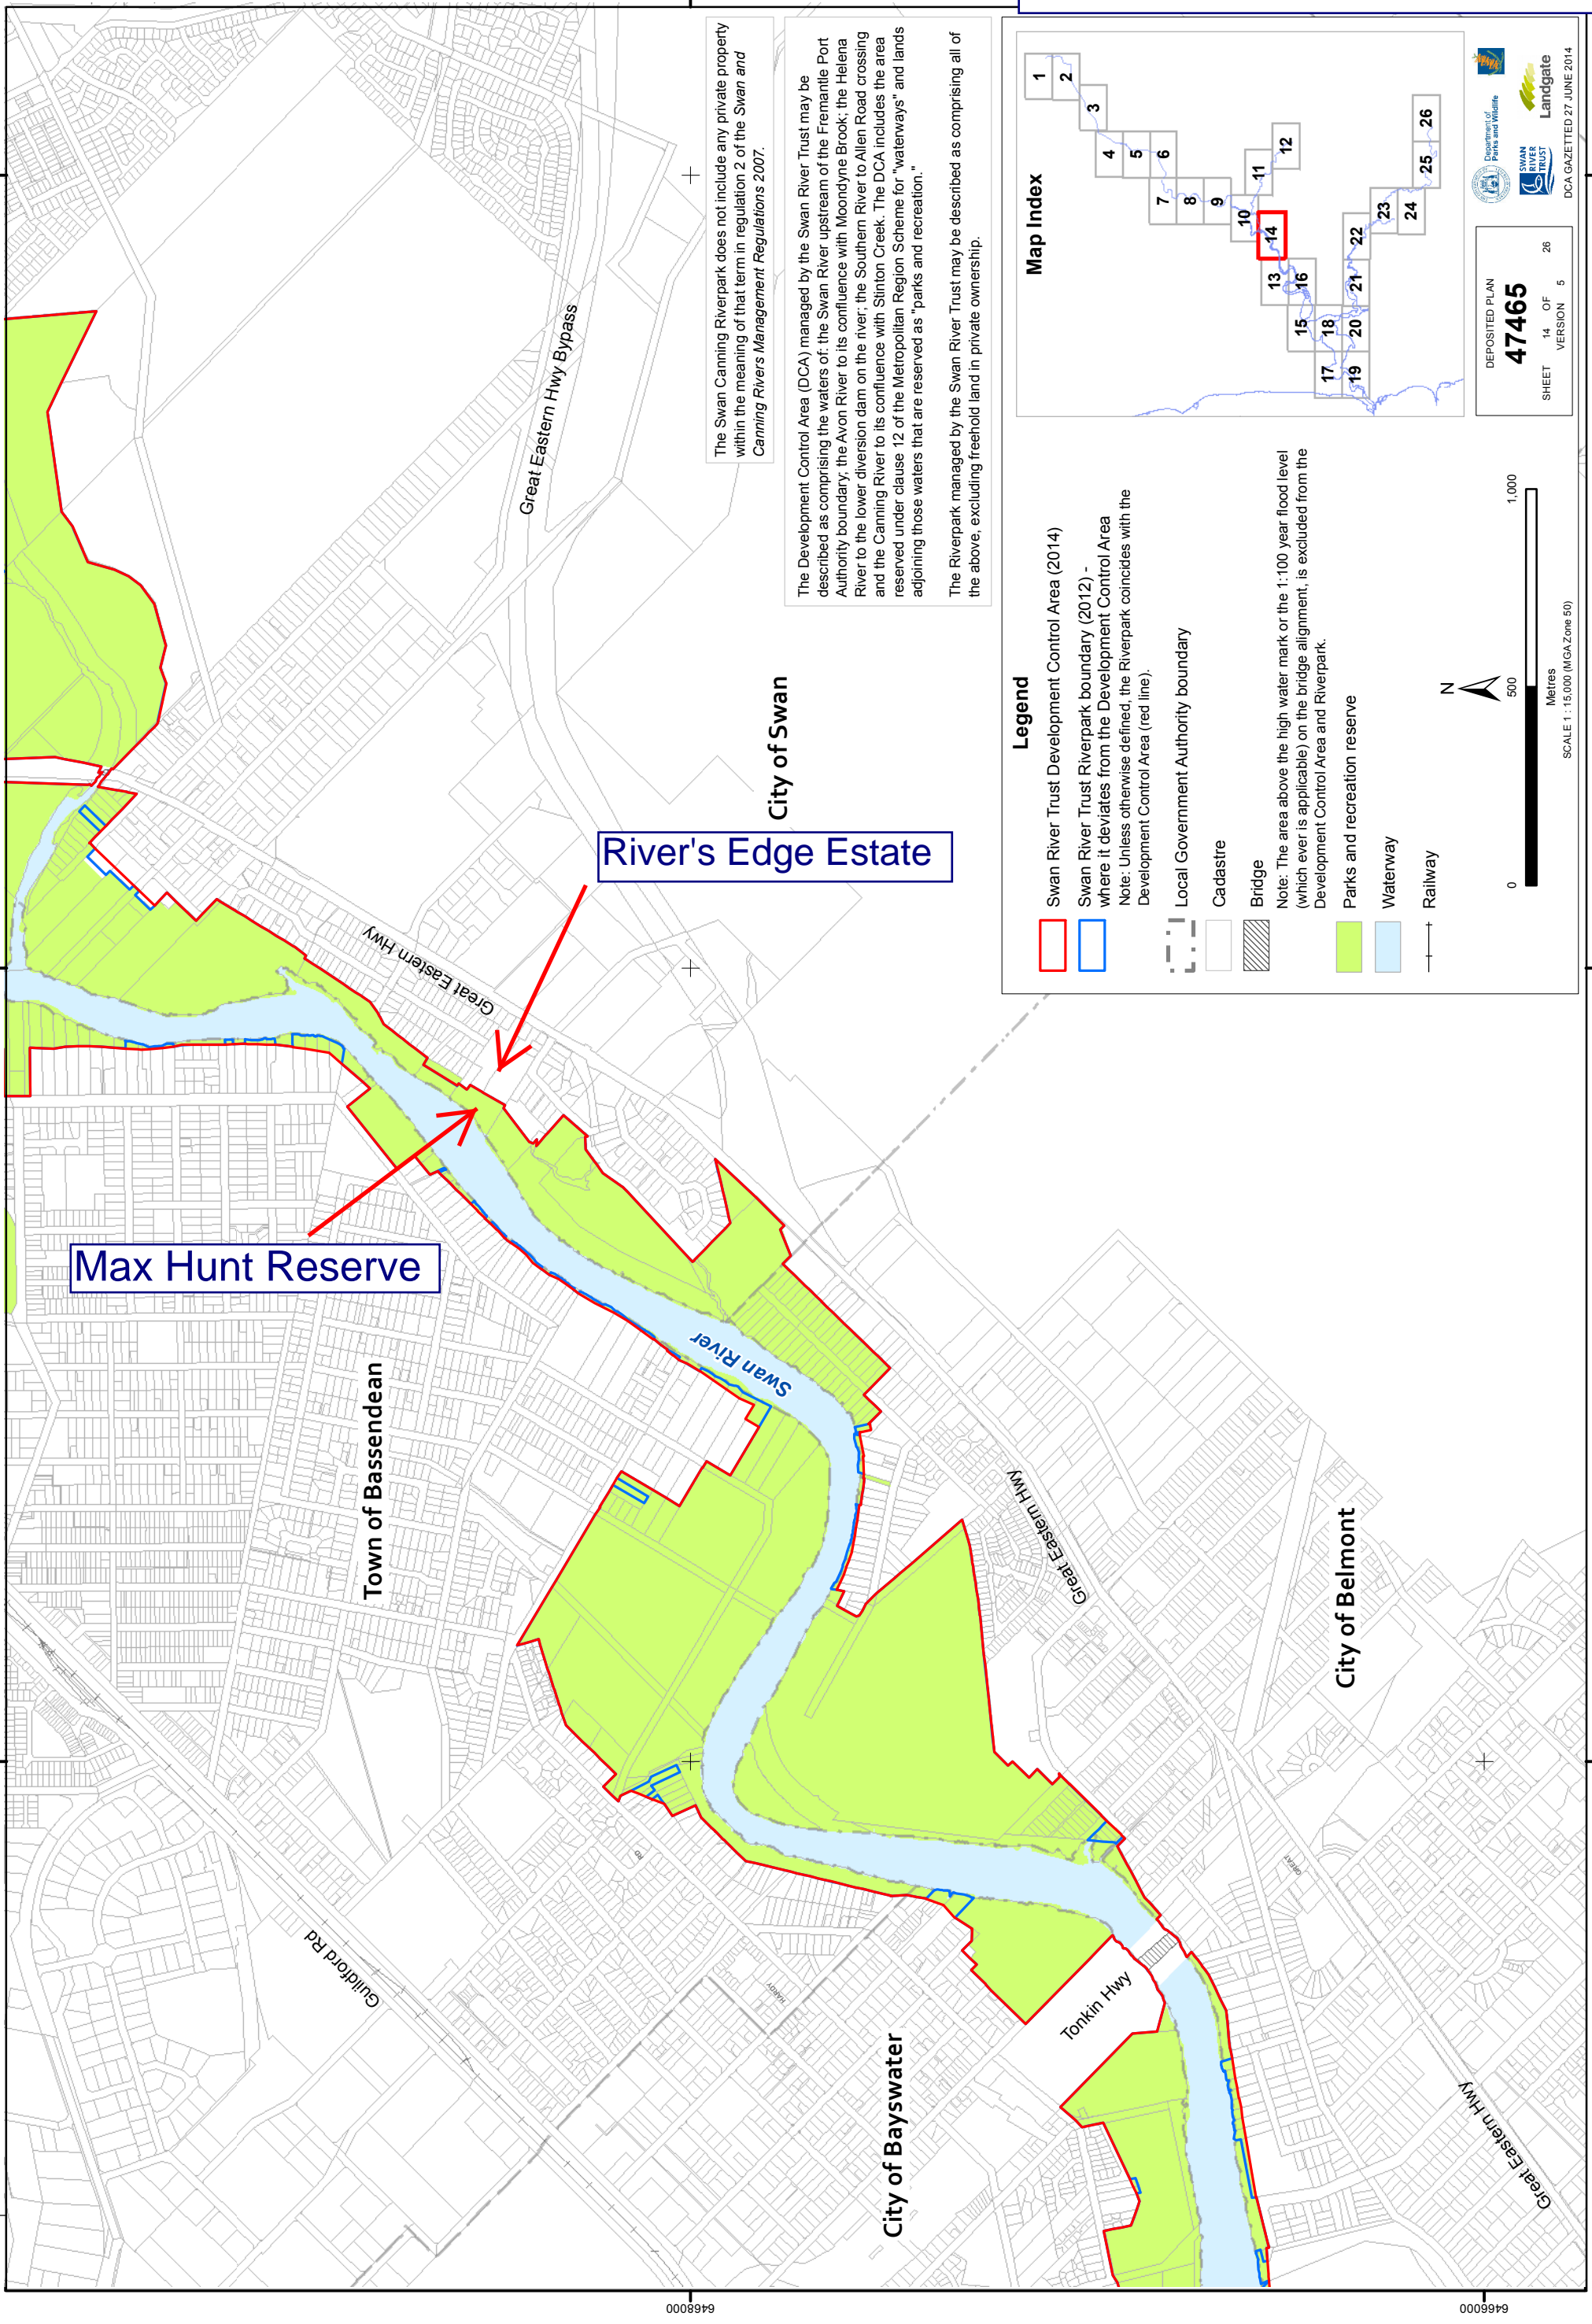 River's Edge Estate
Max Hunt Reserve
Great Eastern Hwy Bypass
Great Eastern Hwy
City of Swan
Swan River
Town of Bassendean
Guildford Rd
RD
HARDY
City of Bayswater
Tonkin Hwy
Great Eastern Hwy
City of Belmont
GREAT
Great Eastern Hwy
6468000
6466000
The Swan Canning Riverpark does not include any private property
within the meaning of that term in regulation 2 of the Swan and
Canning Rivers Management Regulations 2007.
The Development Control Area (DCA) managed by the Swan River Trust may be
described as comprising the waters of: the Swan River upstream of the Fremantle Port
Authority boundary; the Avon River to its confluence with Moondyne Brook; the Helena
River to the lower diversion dam on the river; the Southern River to Allen Road crossing
and the Canning River to its confluence with Stinton Creek. The DCA includes the area
reserved under clause 12 of the Metropolitan Region Scheme for "waterways" and lands
adjoining those waters that are reserved as "parks and recreation."
The Riverpark managed by the Swan River Trust may be described as comprising all of
the above, excluding freehold land in private ownership.
Legend
Swan River Trust Development Control Area (2014)
Swan River Trust Riverpark boundary (2012) -
where it deviates from the Development Control Area
Note: Unless otherwise defined, the Riverpark coincides with the
Development Control Area (red line).
Local Government Authority boundary
Cadastre
Bridge
Note: The area above the high water mark or the 1:100 year flood level
(which ever is applicable) on the bridge alignment, is excluded from the
Development Control Area and Riverpark.
Parks and recreation reserve
Waterway
Railway
N
0 500 1,000
Metres
SCALE 1 : 15,000 (MGA Zone 50)
Map Index
1
2
3
4
5
6
7
8
9
10
11
12
14
13
16
15
18
17
19
20
21
22
23
24
25
26
DEPOSITED PLAN
47465
SHEET 14 OF 26
VERSION 5
Department of
Parks and Wildlife
SWAN
RIVER
TRUST
Landgate
DCA GAZETTED 27 JUNE 2014